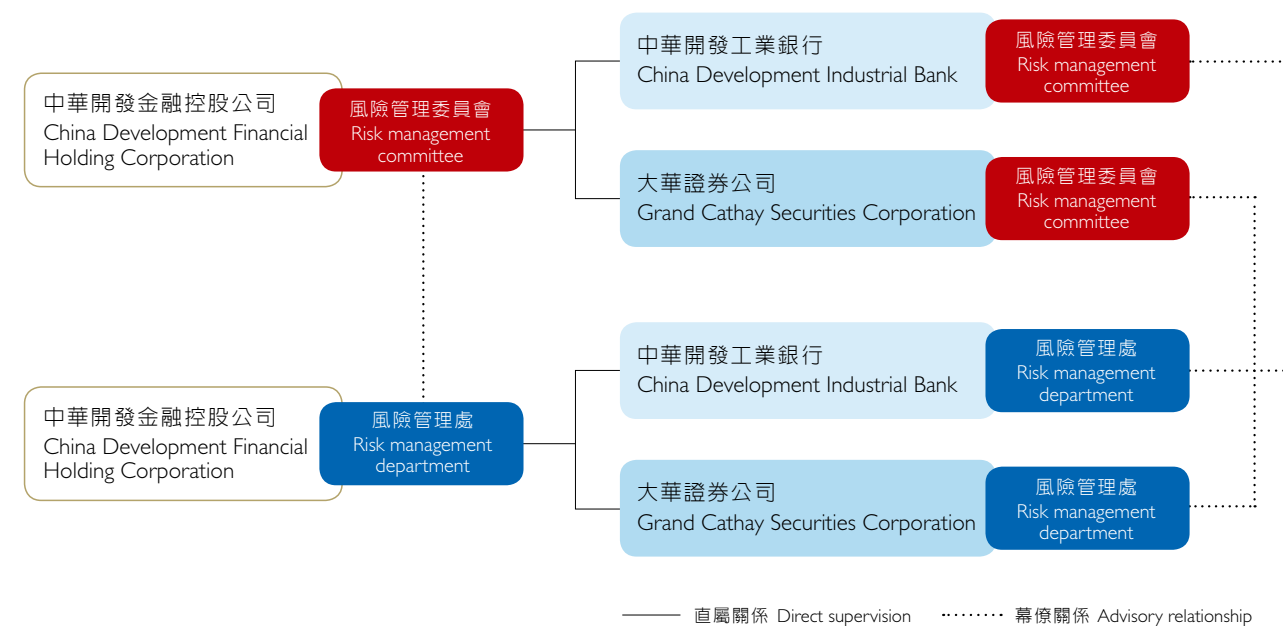 中華開發工業銀行
China Development Industrial Bank
風險管理委員會
Risk management
committee
中華開發金融控股公司
China Development Financial
Holding Corporation
風險管理委員會
Risk management
committee
大華證券公司
Grand Cathay Securities Corporation
風險管理委員會
Risk management
committee
中華開發工業銀行
China Development Industrial Bank
風險管理處
Risk management
department
中華開發金融控股公司
China Development Financial
Holding Corporation
風險管理處
Risk management
department
大華證券公司
Grand Cathay Securities Corporation
風險管理處
Risk management
department
直屬關係 Direct supervision
幕僚關係 Advisory relationship